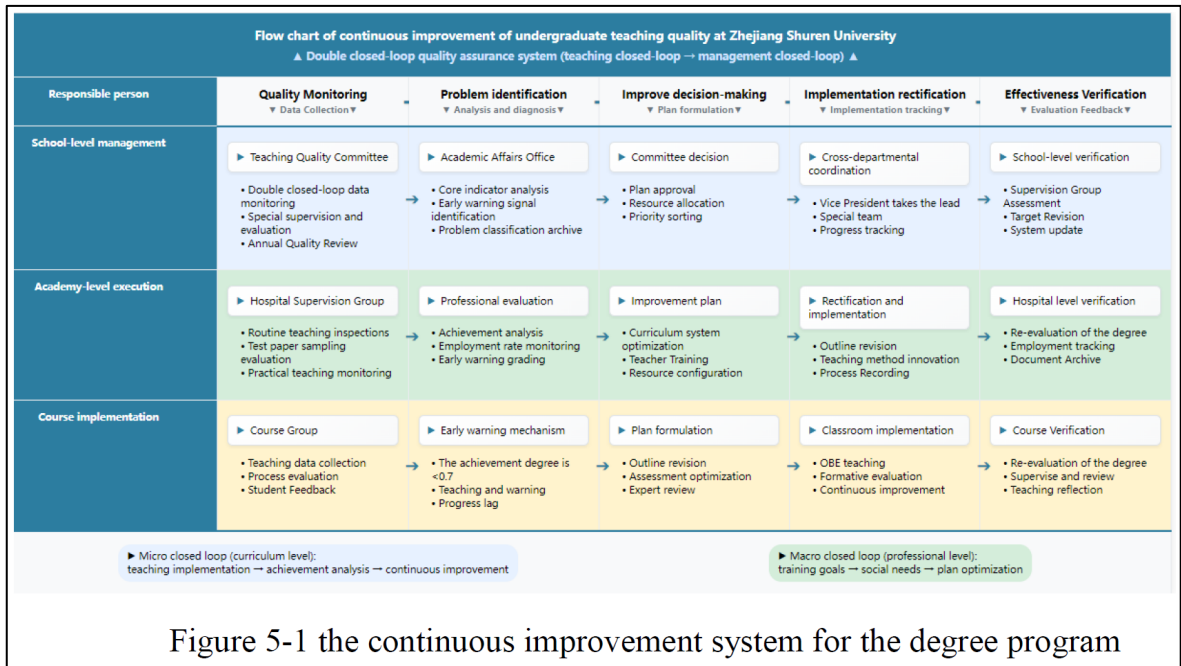 Flow chart of continuous improvement of undergraduate teaching quality at Zhejiang Shuren University
▲ Double closed-loop quality assurance system (teaching closed-loop → management closed-loop) ▲
Responsible person
Quality Monitoring
▼ Data Collection▼
Problem identification
▼ Analysis and diagnosis▼
Improve decision-making
▼ Plan formulation▼
Implementation rectification
▼ Implementation tracking▼
Effectiveness Verification
▼ Evaluation Feedback▼
School-level management
► Teaching Quality Committee
• Double closed-loop data
monitoring
• Special supervision and
evaluation
• Annual Quality Review
► Academic Affairs Office
• Core indicator analysis
• Early warning signal
identification
• Problem classification archive
► Committee decision
• Plan approval
• Resource allocation
• Priority sorting
► Cross-departmental
coordination
• Vice President takes the lead
• Special team
• Progress tracking
► School-level verification
• Supervision Group
Assessment
• Target Revision
• System update
Academy-level execution
► Hospital Supervision Group
• Routine teaching inspections
• Test paper sampling
evaluation
• Practical teaching monitoring
► Professional evaluation
• Achievement analysis
• Employment rate monitoring
• Early warning grading
► Improvement plan
• Curriculum system
optimization
• Teacher Training
• Resource configuration
► Rectification and
implementation
• Outline revision
• Teaching method innovation
• Process Recording
► Hospital level verification
• Re-evaluation of the degree
• Employment tracking
• Document Archive
Course implementation
► Course Group
• Teaching data collection
• Process evaluation
• Student Feedback
► Early warning mechanism
• The achievement degree is
<0.7
• Teaching and warning
• Progress lag
► Plan formulation
• Outline revision
• Assessment optimization
• Expert review
► Classroom implementation
• OBE teaching
• Formative evaluation
• Continuous improvement
► Course Verification
• Re-evaluation of the degree
• Supervise and review
• Teaching reflection
► Micro closed loop (curriculum level):
teaching implementation → achievement analysis → continuous improvement
► Macro closed loop (professional level):
training goals → social needs → plan optimization
Figure 5-1 the continuous improvement system for the degree program